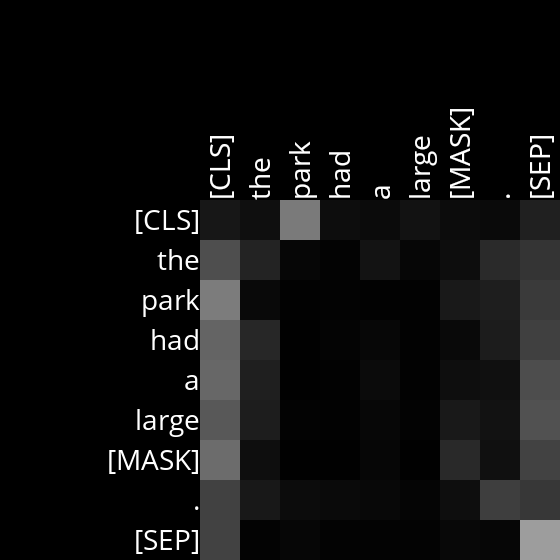 [CLS] the park had a large [MASK] . [SEP]
[CLS]
the
park
had
a
large
[MASK]
.
[SEP]